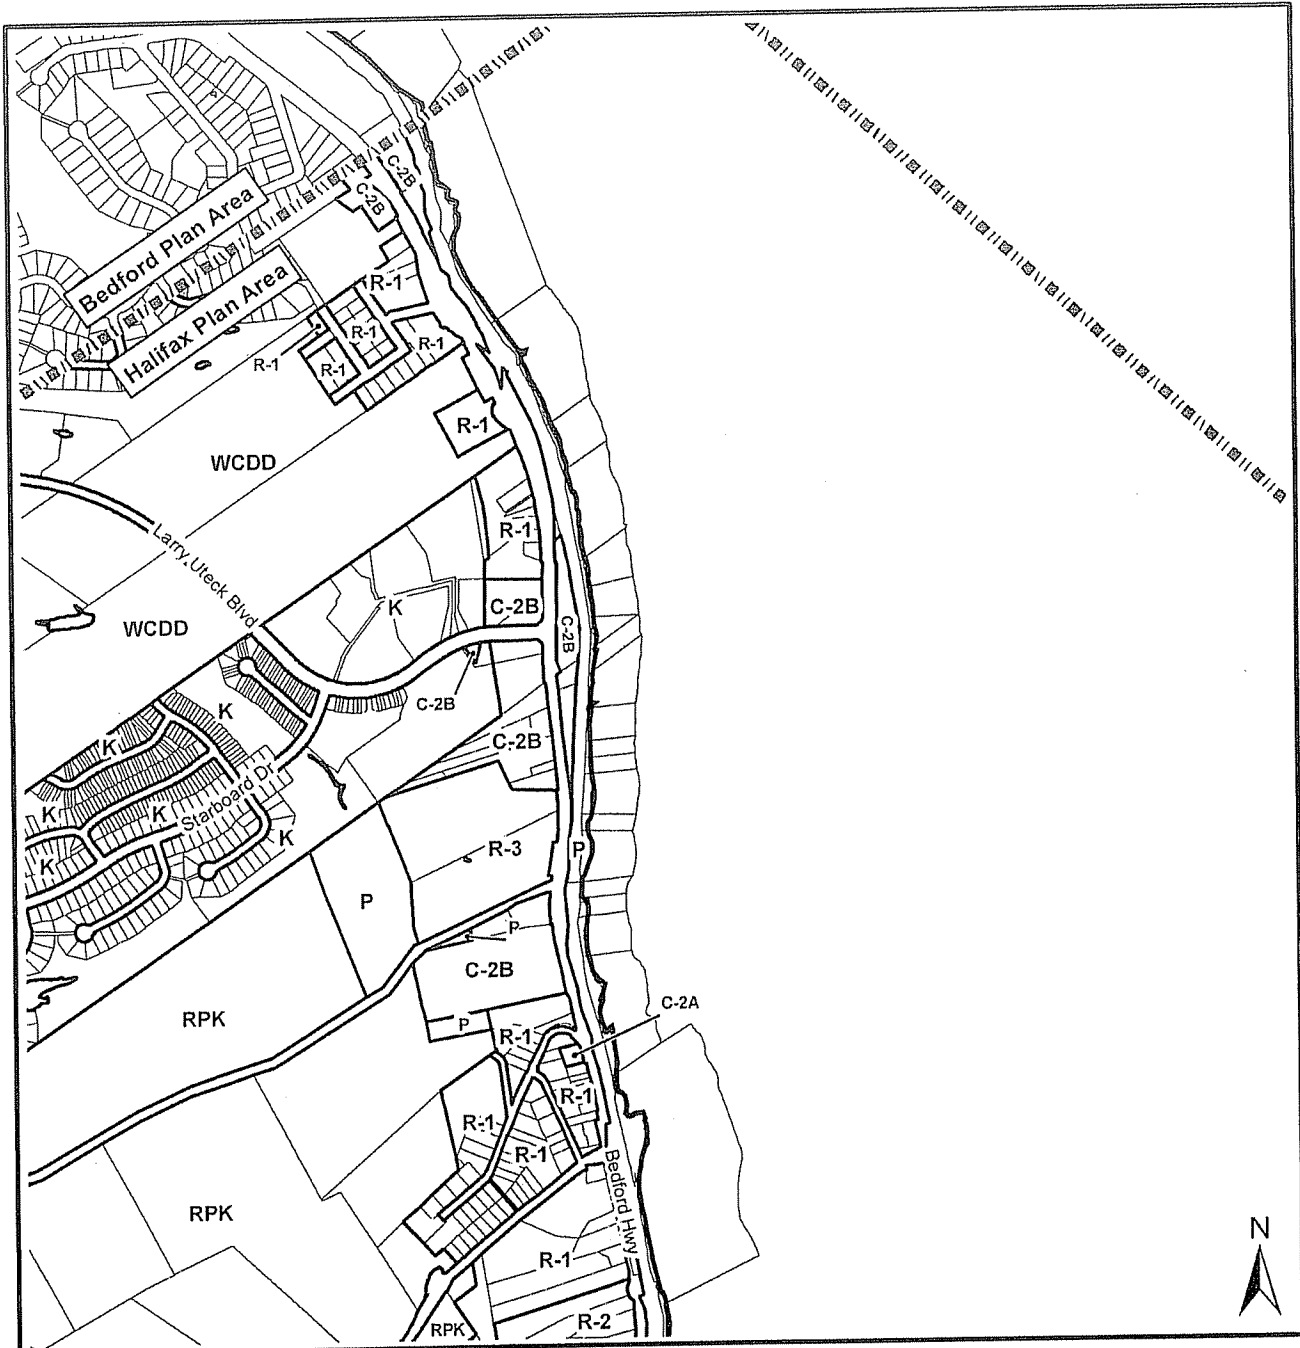 C-2B
C-2B
Bedford Plan Area
Halifax Plan Area
R-1
R-1
R-1
R-1
R-1
R-1
WCDD
R-1
Larry Uteck Blvd
K
C-2B
C-2B
WCDD
C-2B
K
K
C-2B
Starboard Dr
K
K
K
K
R-3
P
P
P
C-2B
C-2A
RPK
P
R-1
R-1
R-1
R-1
Bedford Hwy
RPK
N
R-1
R-2
RPK